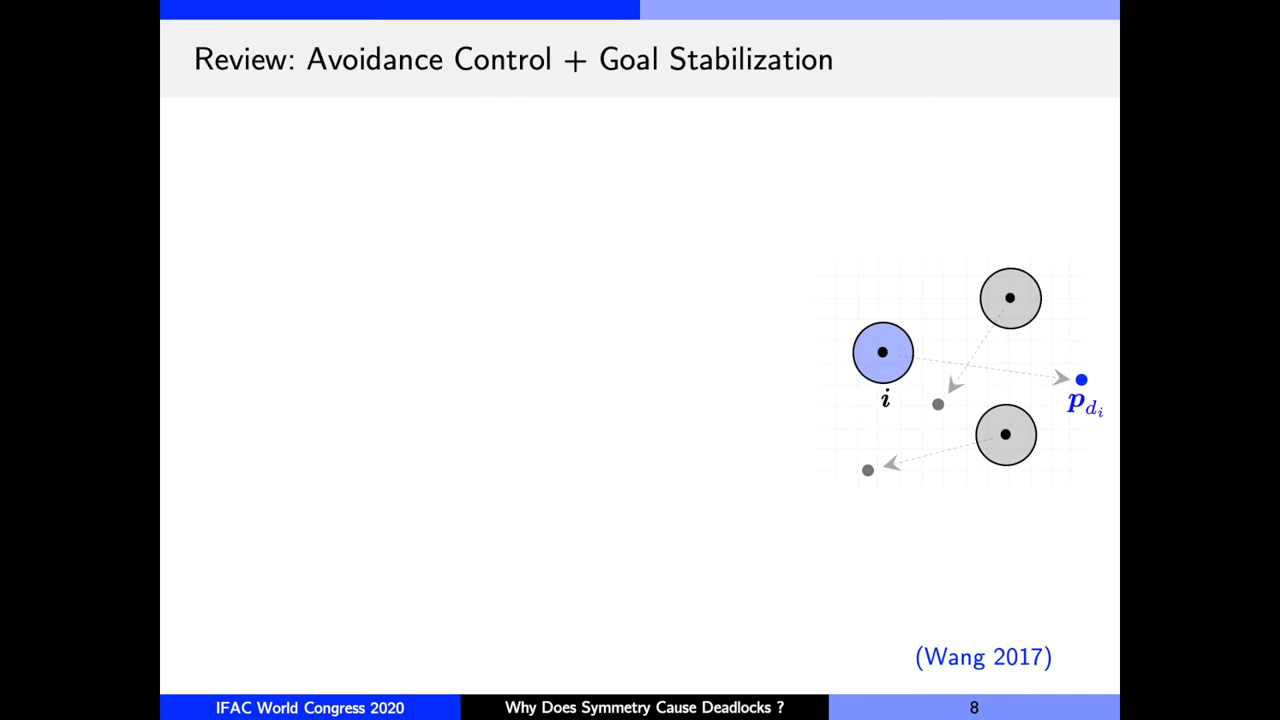 Review: Avoidance Control + Goal Stabilization
i
p_{d_i}
(Wang 2017)
IFAC World Congress 2020
Why Does Symmetry Cause Deadlocks ?
8